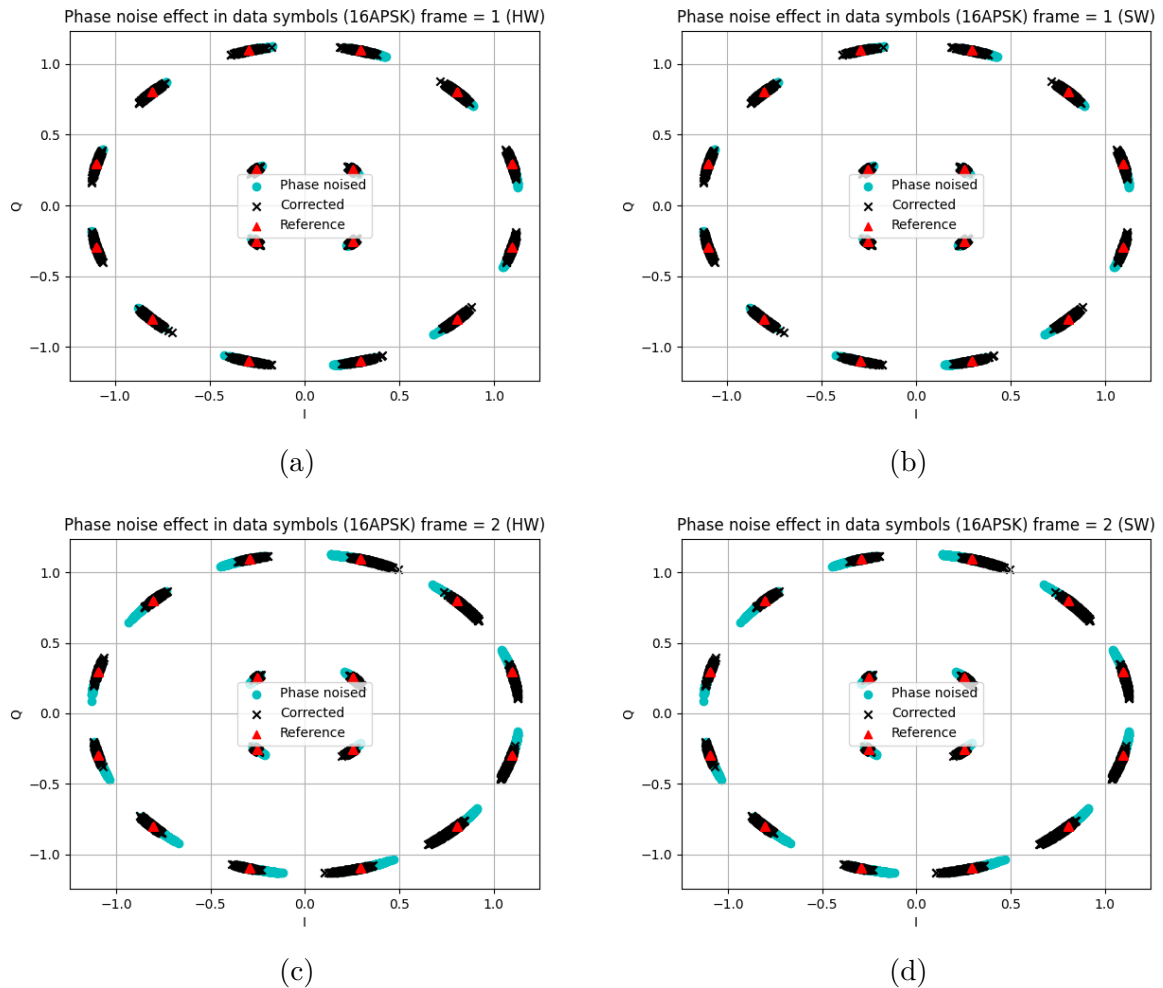 Phase noise effect in data symbols (16APSK) frame = 1 (HW)
1.0
0.5
0.0
−0.5
−1.0
Q
Phase noised
Corrected
Reference
−1.0 −0.5 0.0 0.5 1.0
I
(a)
Phase noise effect in data symbols (16APSK) frame = 1 (SW)
1.0
0.5
0.0
−0.5
−1.0
Q
Phase noised
Corrected
Reference
−1.0 −0.5 0.0 0.5 1.0
I
(b)
Phase noise effect in data symbols (16APSK) frame = 2 (HW)
1.0
0.5
0.0
−0.5
−1.0
Q
Phase noised
Corrected
Reference
−1.0 −0.5 0.0 0.5 1.0
I
(c)
Phase noise effect in data symbols (16APSK) frame = 2 (SW)
1.0
0.5
0.0
−0.5
−1.0
Q
Phase noised
Corrected
Reference
−1.0 −0.5 0.0 0.5 1.0
I
(d)